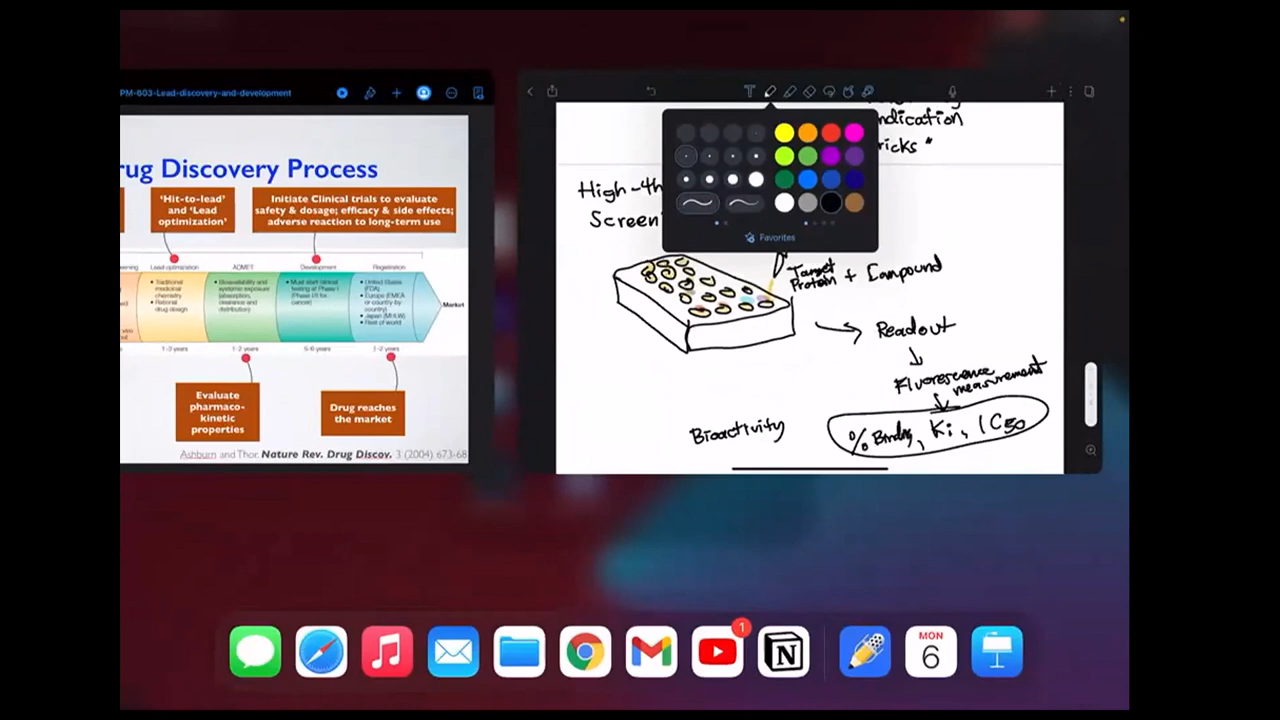 PM-603-Lead-discovery-and-development
rug Discovery Process
'Hit-to-lead'
and 'Lead
optimization'
Initiate Clinical trials to evaluate
safety & dosage; efficacy & side effects;
adverse reaction to long-term use
Lead optimization
ADMET
Development
Registration
• Traditional
medicinal
chemistry
• Rational
drug design
• Bioavailability and
systemic exposure
(absorption,
clearance and
distribution)
• Must start clinical
testing at Phase I
(Phase I/II for
cancer)
• United States
(FDA)
• Europe (EMEA
or country-by-
country)
• Japan (MHLW)
• Rest of world
Market
1-3 years
1-2 years
5-6 years
1-2 years
Evaluate
pharmaco-
kinetic
properties
Drug reaches
the market
Ashburn and Thor. Nature Rev. Drug Discov. 3 (2004) 673-68
T
Favorites
ndication
ricks"
High-th
Screeni
Target
Protein + Compound
Readout
Fluorescence
measurement
% Binding, Ki, IC50
Bioactivity
1
MON
6